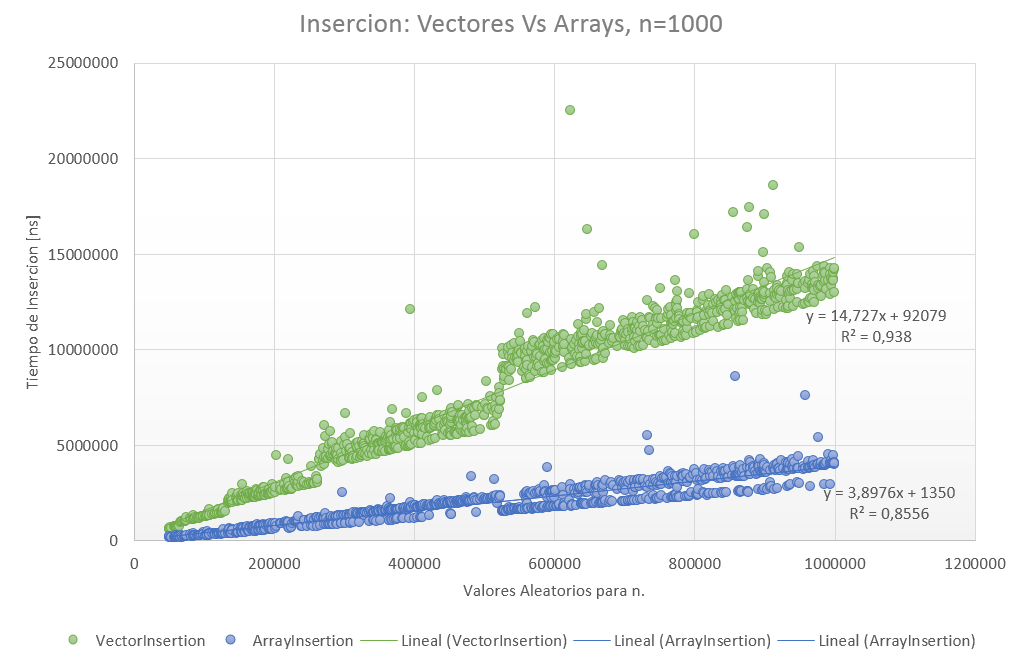 Insercion: Vectores Vs Arrays, n=1000
25000000
20000000
15000000
10000000
5000000
0
Tiempo de Insercion [ns]
y = 14,727x + 92079
R² = 0,938
y = 3,8976x + 1350
R² = 0,8556
0 200000 400000 600000 800000 1000000 1200000
Valores Aleatorios para n.
VectorInsertion ArrayInsertion Lineal (VectorInsertion) Lineal (ArrayInsertion) Lineal (ArrayInsertion)